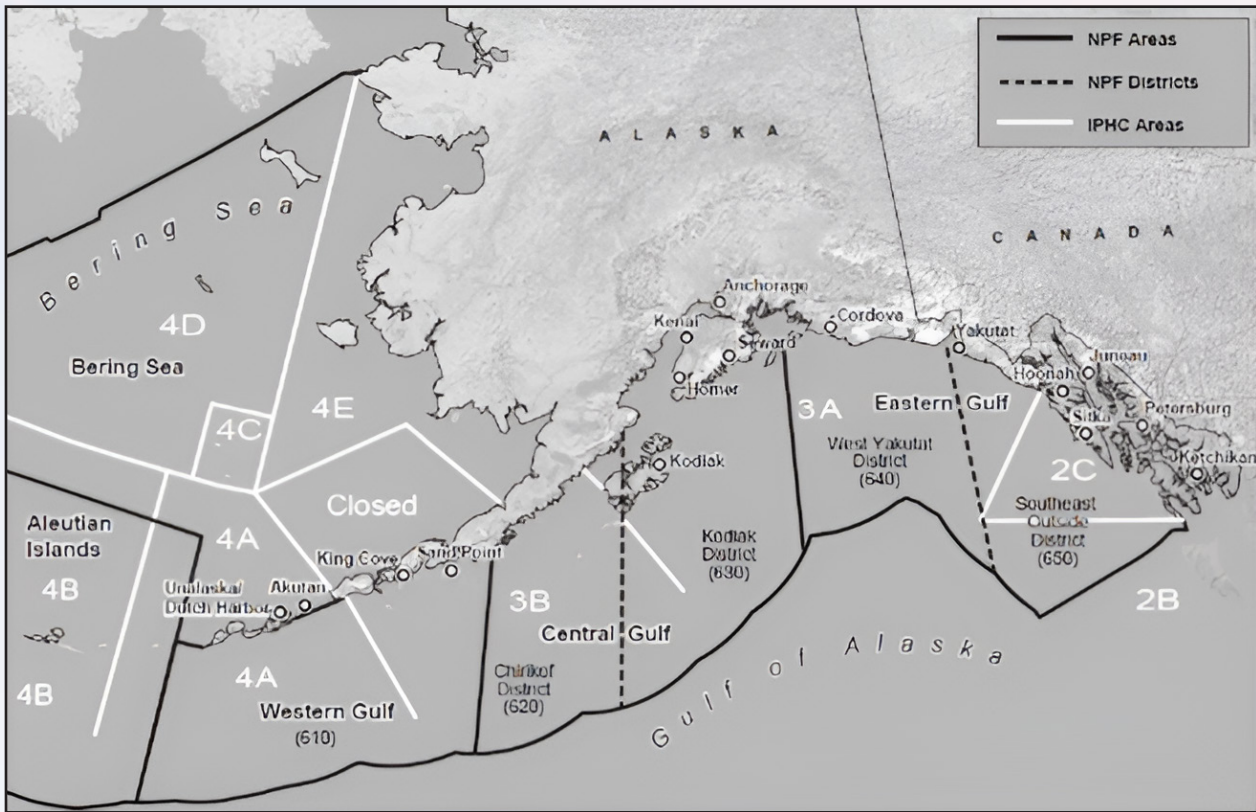 NPF Areas
NPF Districts
IPHC Areas
ALASKA
CANADA
Bering Sea
4D
Bering Sea
4C
4E
Closed
Anchorage
Kenai
Seward
Homer
Cordova
Yakutat
Hoonah
Juneau
Sitka
Petersburg
Ketchikan
Kodiak
3A
Eastern Gulf
West Yakutat
District
(640)
2C
Southeast
Outside
District
(650)
2B
Kodiak
District
(630)
Aleutian
Islands
4B
4B
4A
King Cove
Sand Point
Akutan
Unalaska/
Dutch Harbor
3B
Central Gulf
Chirikof
District
(620)
4A
Western Gulf
(610)
Gulf of Alaska